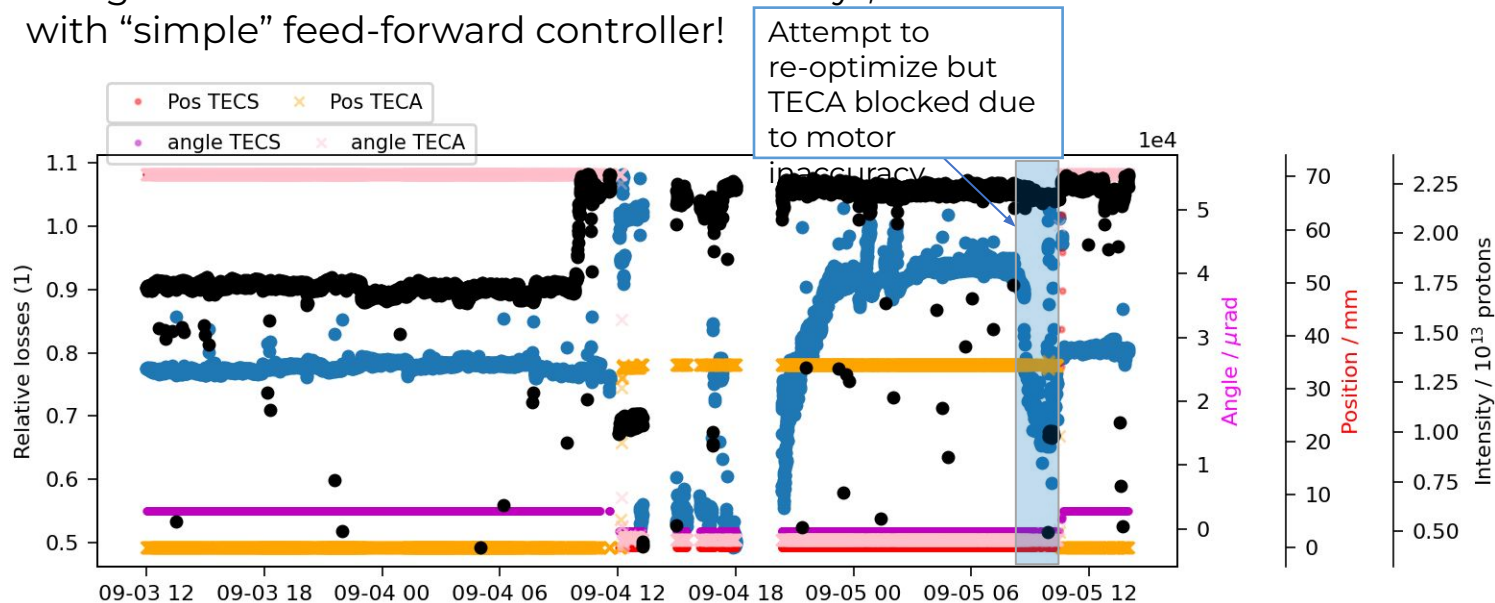 with “simple” feed-forward controller!
Attempt to
re-optimize but
TECA blocked due
to motor
inaccuracy
Pos TECS
Pos TECA
angle TECS
angle TECA
1e4
1.1
1.0
0.9
0.8
0.7
0.6
0.5
Relative losses (1)
5
4
3
2
1
0
Angle / μrad
70
60
50
40
30
20
10
0
Position / mm
2.25
2.00
1.75
1.50
1.25
1.00
0.75
0.50
Intensity / 10¹³ protons
09-03 12
09-03 18
09-04 00
09-04 06
09-04 12
09-04 18
09-05 00
09-05 06
09-05 12